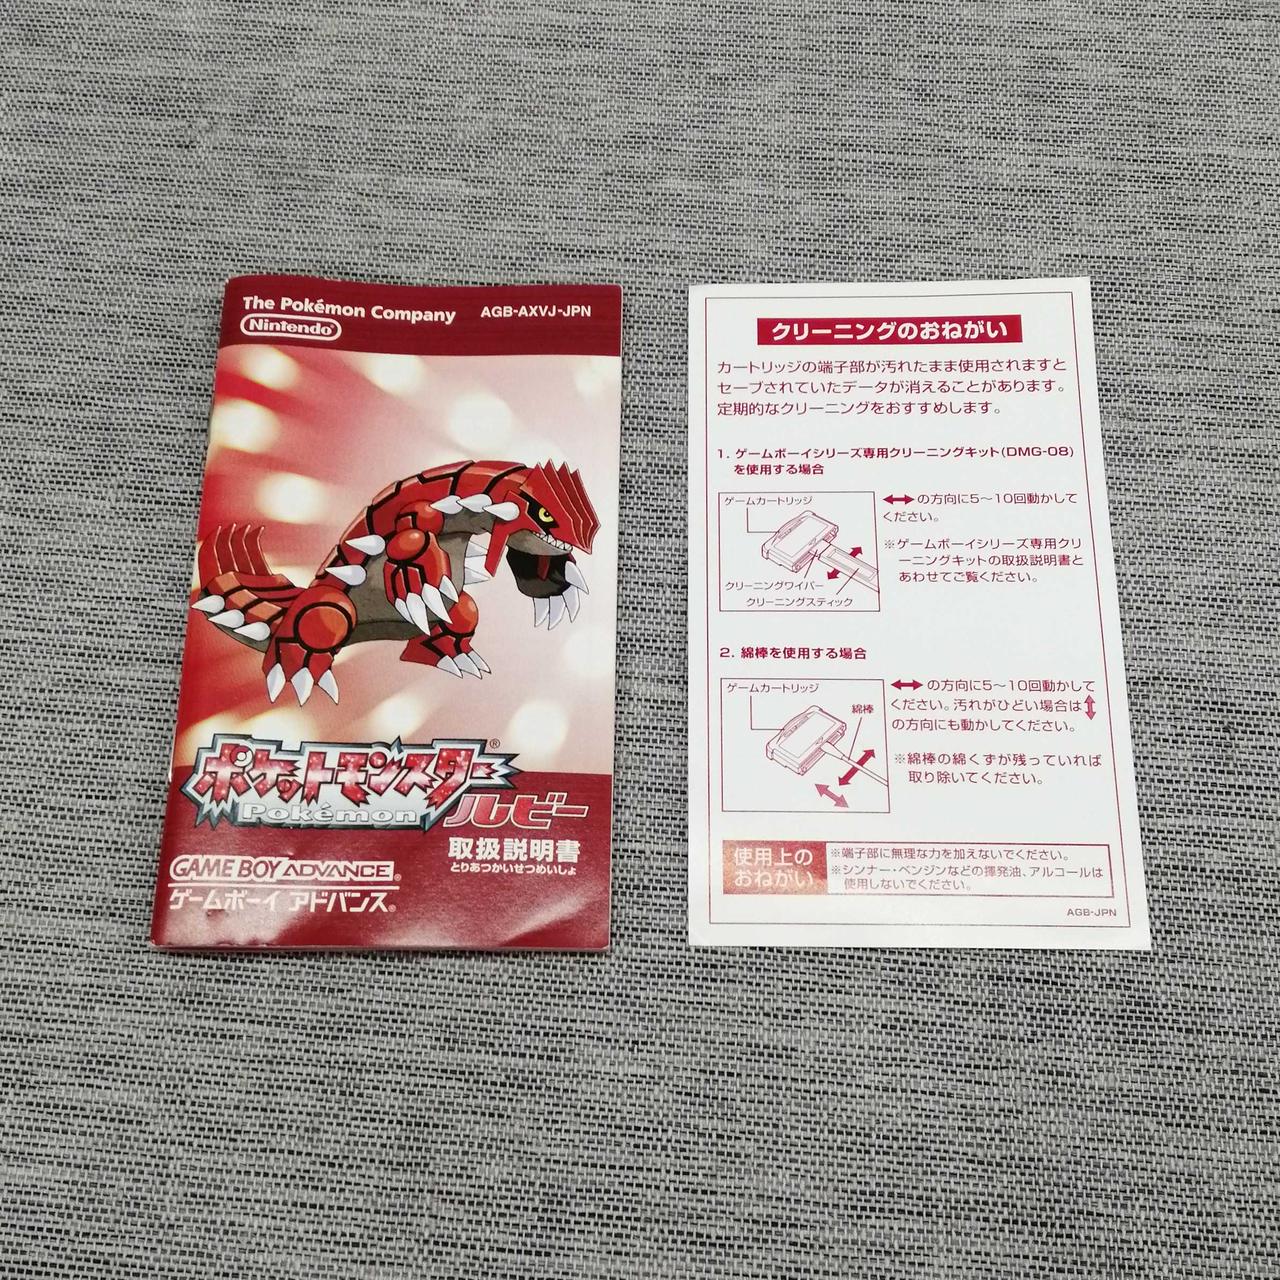 The Pokémon Company
Nintendo
AGB-AXVJ-JPN
ポケットモンスター®
Pokémon
ルビー
取扱説明書
とりあつかいせつめいしょ
GAME BOY ADVANCE®
ゲームボーイ アドバンス®
クリーニングのおねがい
カートリッジの端子部が汚れたまま使用されますと
セーブされていたデータが消えることがあります。
定期的なクリーニングをおすすめします。
1. ゲームボーイシリーズ専用クリーニングキット(DMG-08)
を使用する場合
ゲームカートリッジ
クリーニングワイパー
クリーニングスティック
↔の方向に5〜10回動かして
ください。
※ゲームボーイシリーズ専用クリ
ーニングキットの取扱説明書と
あわせてご覧ください。
2. 綿棒を使用する場合
ゲームカートリッジ
綿棒
↔の方向に5〜10回動かして
ください。汚れがひどい場合は↕
の方向にも動かしてください。
※綿棒の綿くずが残っていれば
取り除いてください。
使用上の
おねがい
※端子部に無理な力を加えないでください。
※シンナー・ベンジンなどの揮発油、アルコールは
使用しないでください。
AGB-JPN